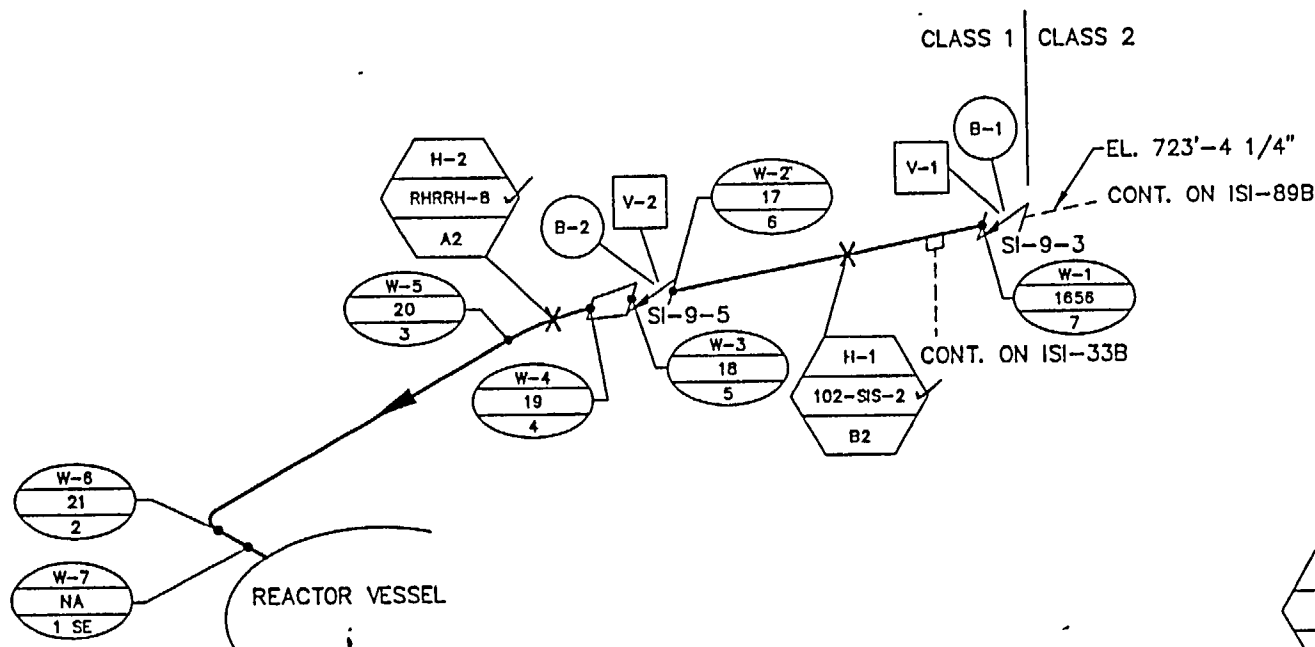 CLASS 1 CLASS 2
B-1
EL. 723'-4 1/4"
V-1
CONT. ON ISI-89B
SI-9-3
W-1
1656
7
H-2
RHRRH-8
A2
B-2
V-2
W-2
17
6
SI-9-5
W-5
20
3
W-4
19
4
W-3
18
5
H-1
102-SIS-2
B2
CONT. ON ISI-33B
W-6
21
2
W-7
NA
1 SE
REACTOR VESSEL